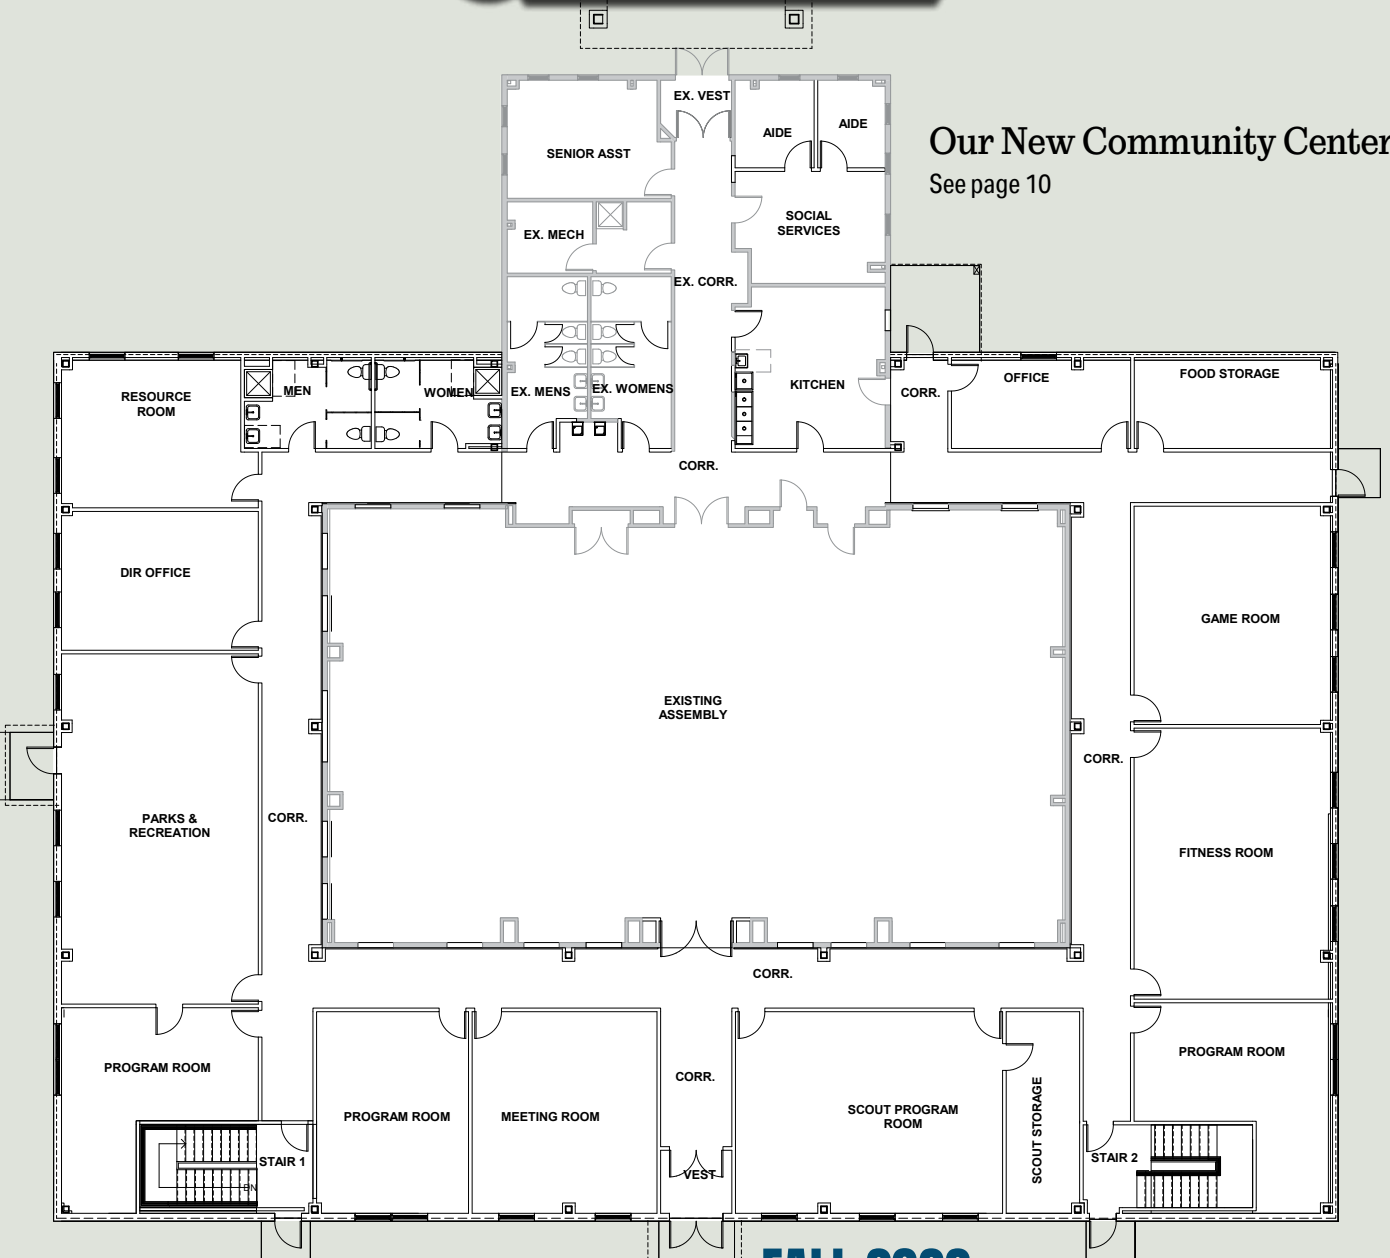 EX. VEST
AIDE
AIDE
SENIOR ASST
Our New Community Center
See page 10
SOCIAL
SERVICES
EX. MECH
EX. CORR.
RESOURCE
ROOM
MEN
WOMEN
EX. MENS
EX. WOMENS
KITCHEN
CORR.
OFFICE
FOOD STORAGE
CORR.
DIR OFFICE
GAME ROOM
EXISTING
ASSEMBLY
CORR.
PARKS &
RECREATION
CORR.
FITNESS ROOM
CORR.
PROGRAM ROOM
CORR.
PROGRAM ROOM
PROGRAM ROOM
MEETING ROOM
SCOUT PROGRAM
ROOM
SCOUT STORAGE
STAIR 1
DN
VEST
STAIR 2